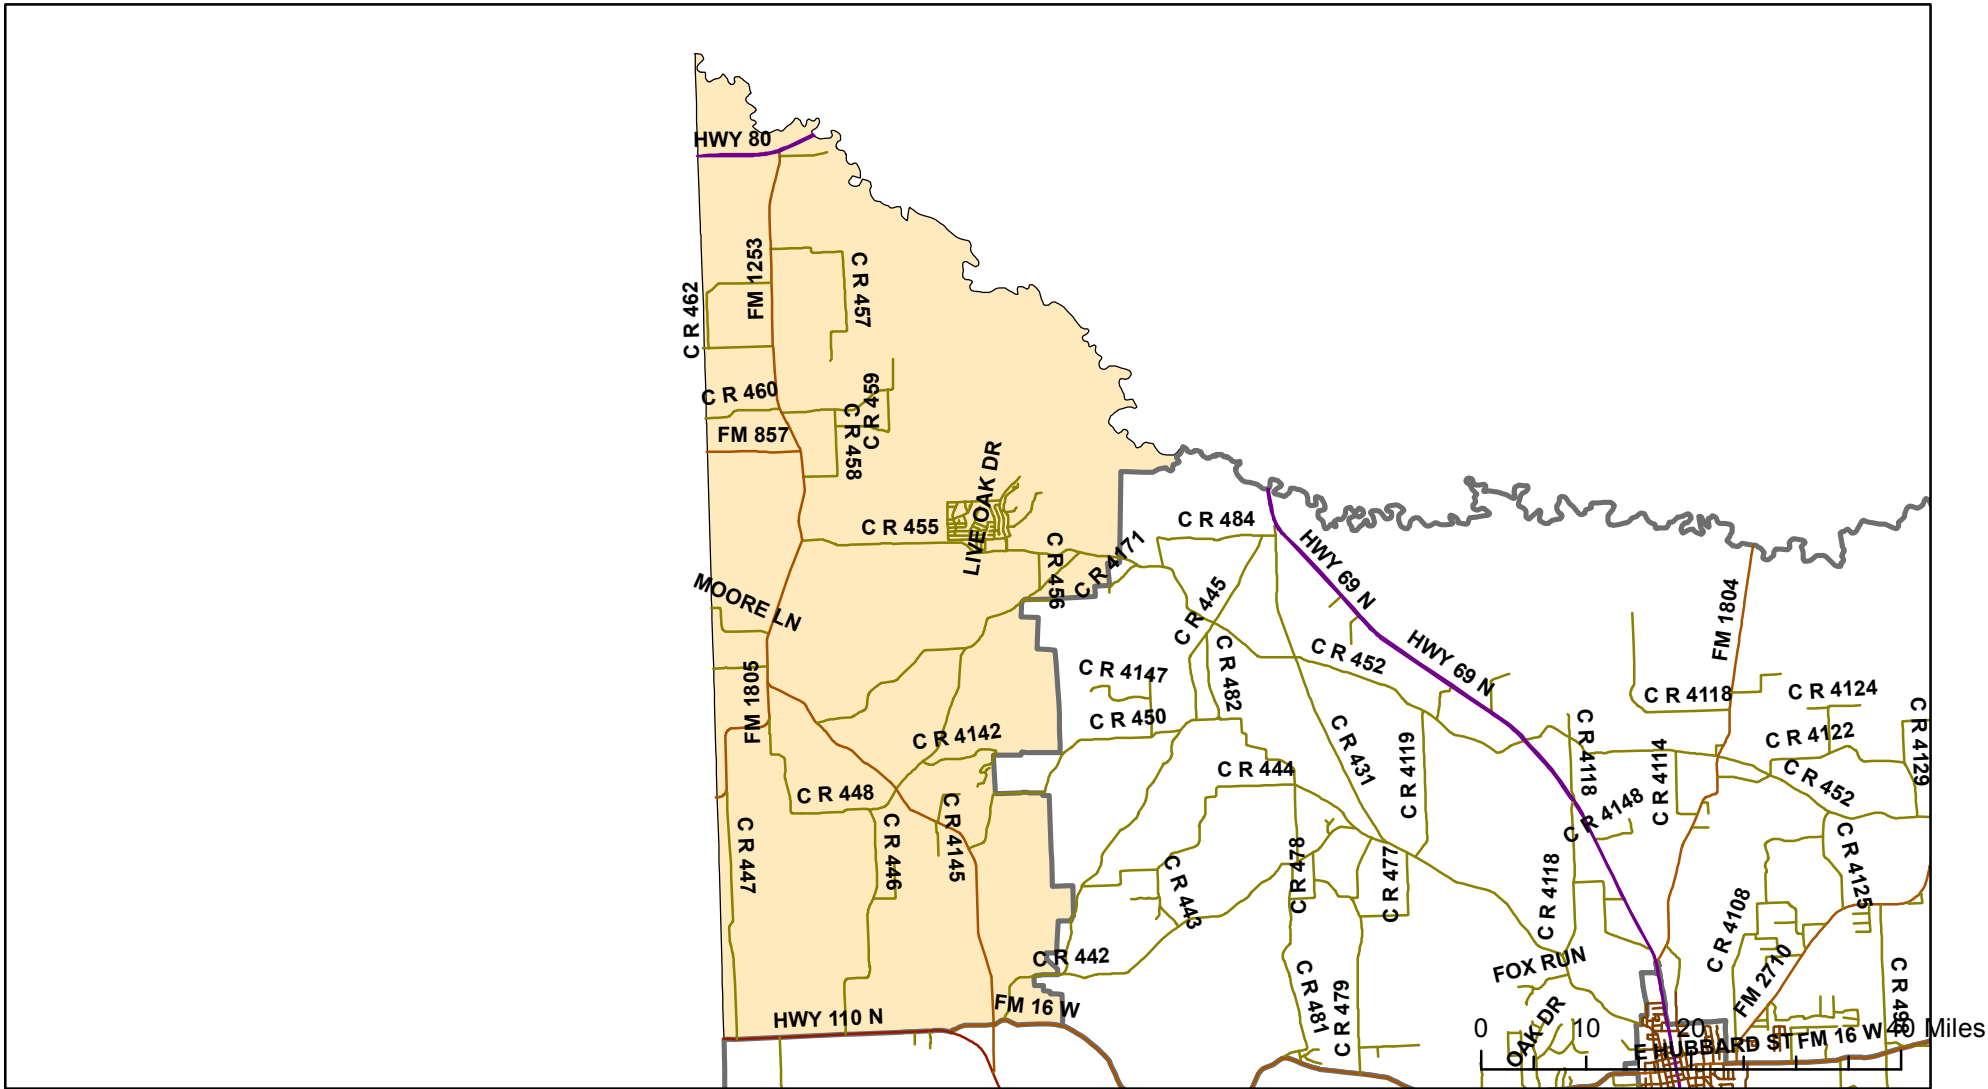 HWY 80
FM 1253
C R 457
C R 462
C R 460
C R 459
C R 458
FM 857
LIVE OAK DR
C R 455
C R 456
C R 4171
C R 484
HWY 69 N
MOORE LN
C R 445
C R 452
HWY 69 N
FM 1804
C R 4147
C R 482
C R 4118
C R 4124
FM 1805
C R 450
C R 4142
C R 431
C R 4119
C R 4118
C R 4114
C R 4122
C R 4129
C R 444
C R 452
C R 448
C R 4148
C R 447
C R 446
C R 4145
C R 443
C R 478
C R 477
C R 4118
C R 4125
C R 4108
C R 442
FOX RUN
FM 2710
C R 498
C R 481
C R 479
HWY 110 N
FM 16 W
OAK DR
0 10 20 40 Miles
E HUBBARD ST
FM 16 W